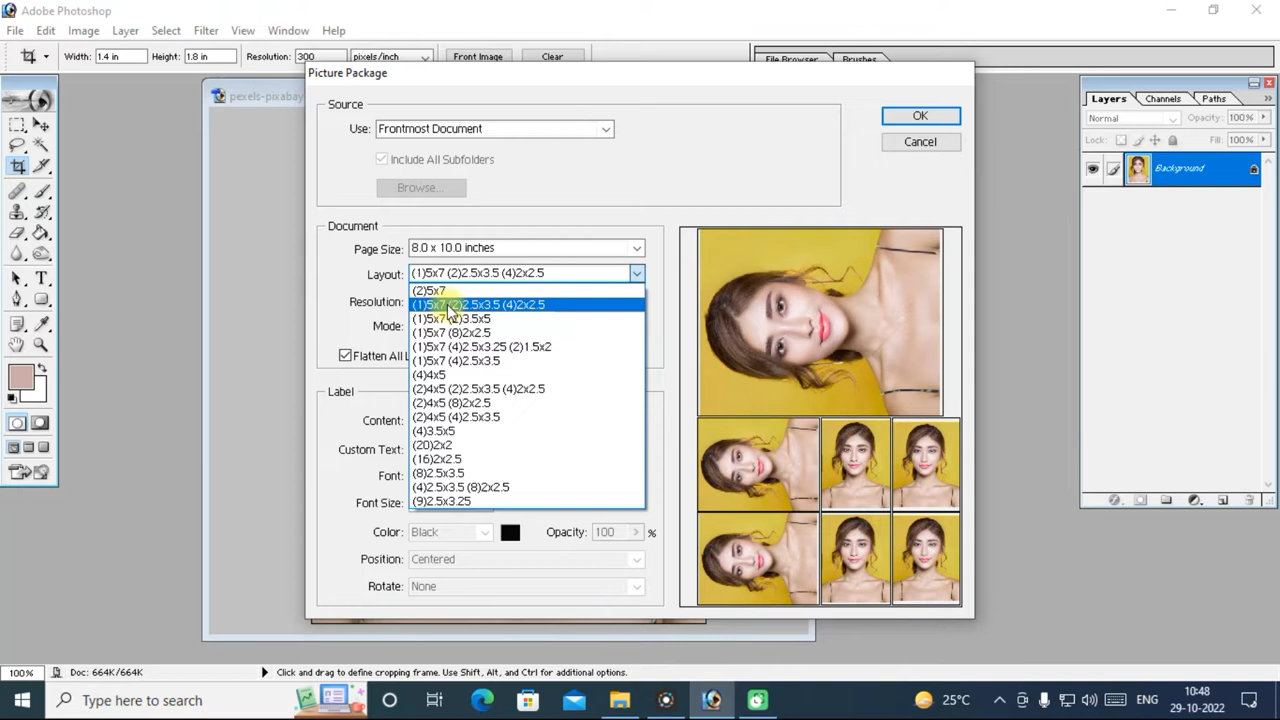 Adobe Photoshop
File Edit Image Layer Select Filter View Window Help
Width: 1.4 in Height: 1.8 in Resolution: 300 pixels/inch Front Image Clear
File Browser Brushes
pexels-pixabay
Picture Package
Source
Use: Frontmost Document
Include All Subfolders
Browse...
OK
Cancel
Document
Page Size: 8.0 x 10.0 inches
Layout: (1)5x7 (2)2.5x3.5 (4)2x2.5
Resolution:
Mode:
Flatten All L
(2)5x7
(1)5x7 (2)2.5x3.5 (4)2x2.5
(1)5x7 (2)3.5x5
(1)5x7 (8)2x2.5
(1)5x7 (4)2.5x3.25 (2)1.5x2
(1)5x7 (4)2.5x3.5
(4)4x5
(2)4x5 (2)2.5x3.5 (4)2x2.5
(2)4x5 (8)2x2.5
(2)4x5 (4)2.5x3.5
(4)3.5x5
(20)2x2
(16)2x2.5
(8)2.5x3.5
(4)2.5x3.5 (8)2x2.5
(9)2.5x3.25
Label
Content:
Custom Text:
Font:
Font Size:
Color: Black Opacity: 100 %
Position: Centered
Rotate: None
Layers Channels Paths
Normal Opacity: 100%
Lock: Fill: 100%
Background
100% Doc: 664K/664K Click and drag to define cropping frame. Use Shift, Alt, and Ctrl for additional options.
Type here to search
25°C
ENG
10:48
29-10-2022